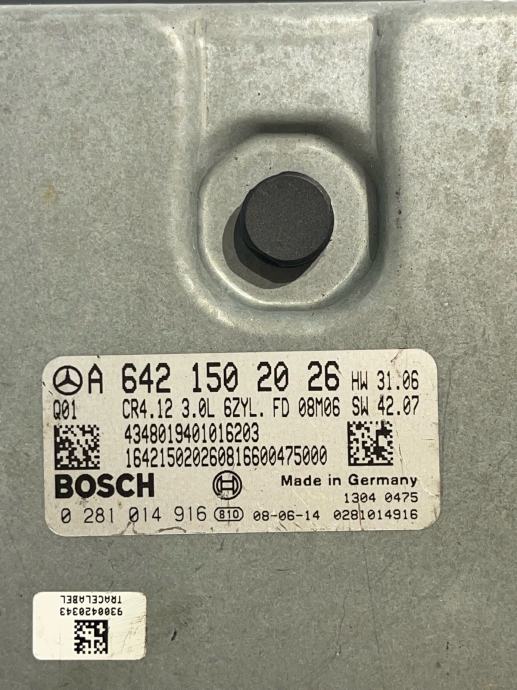 A 642 150 20 26 HW 31.06
Q01 CR4.12 3.0L 6ZYL. FD 08M06 SW 42.07
4348019401016203
164215020260816600475000
BOSCH Made in Germany
1304 0475
0 281 014 916 810 08-06-14 0281014916
9300420343
TRACELABEL